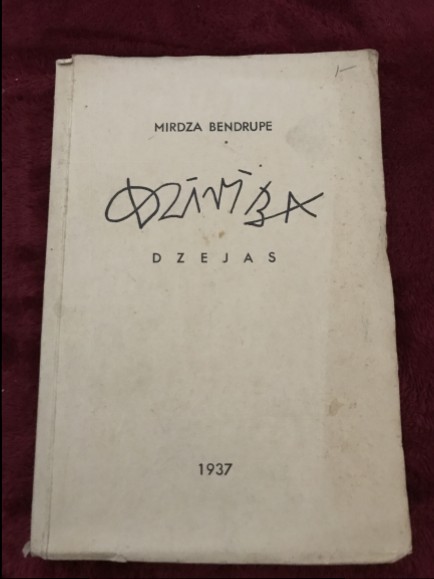 MIRDZA BENDRUPE
DZĪVĪBA
DZEJAS
1937